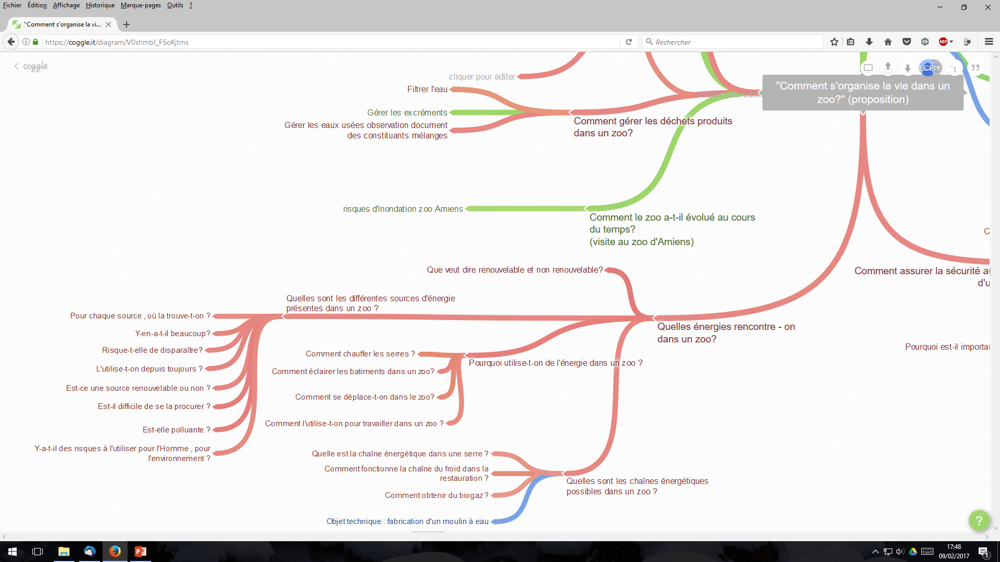 Fichier Édition Affichage Historique Marque-pages Outils ?
"Comment s'organise la vi...
https://coggle.it/diagram/V0shmbJ_F5oKjtms
Rechercher
ABP
coggle
ECPC
cliquer pour éditer
Filtrer l'eau
Gérer les excréments
Gérer les eaux usées observation document
des constituants mélanges
cliquer pour éditer
"Comment s'organise la vie dans un
zoo?" (proposition)
Comment gérer les déchets produits
dans un zoo?
risques d'inondation zoo Amiens
Comment le zoo a-t-il évolué au cours
du temps?
(visite au zoo d'Amiens)
C
Comment assurer la sécurité au
d'u
Que veut dire renouvelable et non renouvelable?
Quelles sont les différentes sources d'énergie
présentes dans un zoo ?
Pour chaque source , où la trouve-t-on ?
Y-en-a-t-il beaucoup?
Risque-t-elle de disparaître?
L'utilise-t-on depuis toujours ?
Est-ce une source renouvelable ou non ?
Est-il difficile de se la procurer ?
Est-elle polluante ?
Y-a-t-il des risques à l'utiliser pour l'Homme , pour
l'environnement ?
Quelles énergies rencontre - on
dans un zoo?
Pourquoi est-il importa
Comment chauffer les serres ?
Comment éclairer les batiments dans un zoo?
Comment se déplace-t-on dans le zoo?
Comment l'utilise-t-on pour travailler dans un zoo ?
Pourquoi utilise-t-on de l'énergie dans un zoo ?
Quelle est la chaîne énergétique dans une serre ?
Comment fonctionne la chaîne du froid dans la
restauration ?
Comment obtenir du biogaz ?
Objet technique : fabrication d'un moulin à eau
Quelles sont les chaînes énergétiques
possibles dans un zoo ?
?
17:48
09/02/2017
1